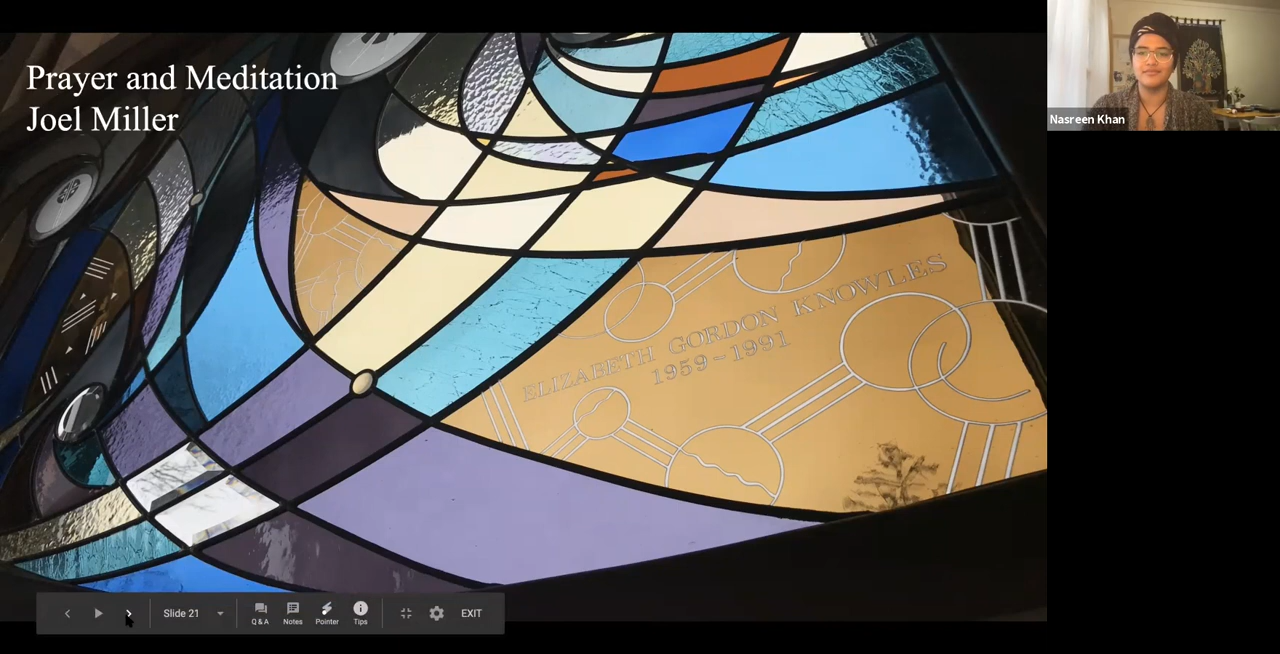 Prayer and Meditation
Joel Miller
ELIZABETH GORDON KNOWLES
1959–1991
Nasreen Khan
Slide 21
Q & A
Notes
Pointer
Tips
EXIT